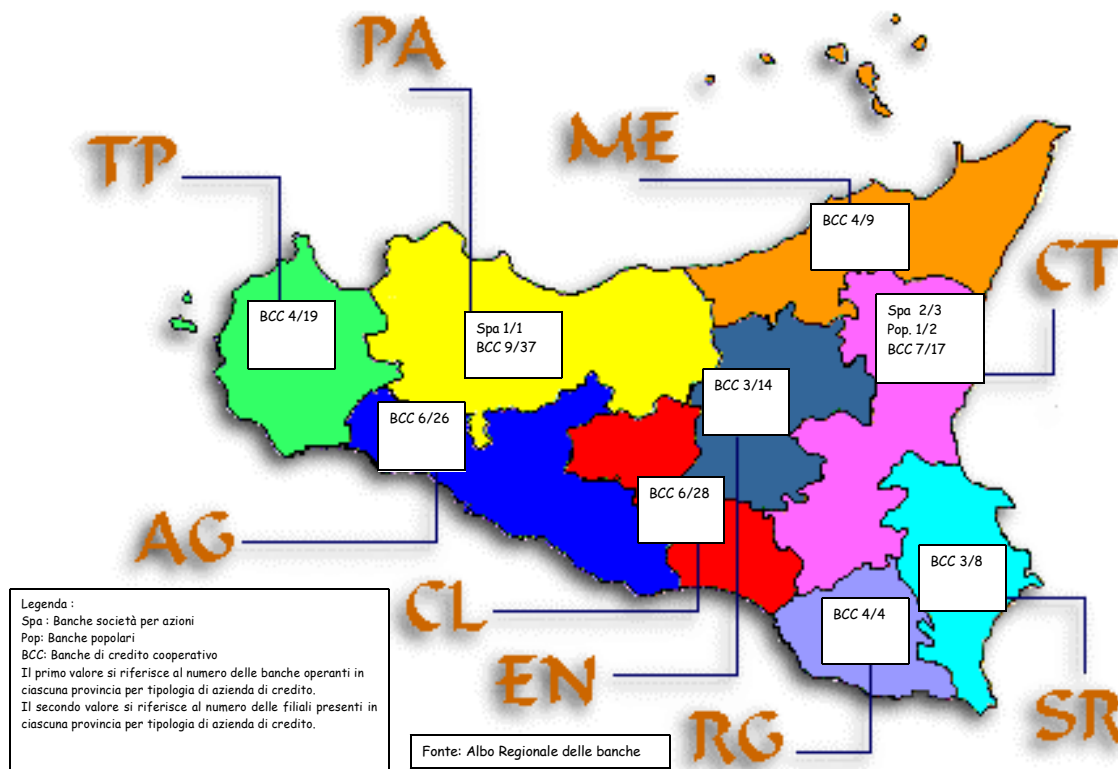 PA
ME
TP
BCC 4/9
CT
BCC 4/19
Spa 1/1
BCC 9/37
Spa 2/3
Pop. 1/2
BCC 7/17
BCC 3/14
BCC 6/26
BCC 6/28
AG
BCC 3/8
CL
BCC 4/4
EN
RG
SR
Legenda :
Spa : Banche società per azioni
Pop: Banche popolari
BCC: Banche di credito cooperativo
Il primo valore si riferisce al numero delle banche operanti in
ciascuna provincia per tipologia di azienda di credito.
Il secondo valore si riferisce al numero delle filiali presenti in
ciascuna provincia per tipologia di azienda di credito.
Fonte: Albo Regionale delle banche